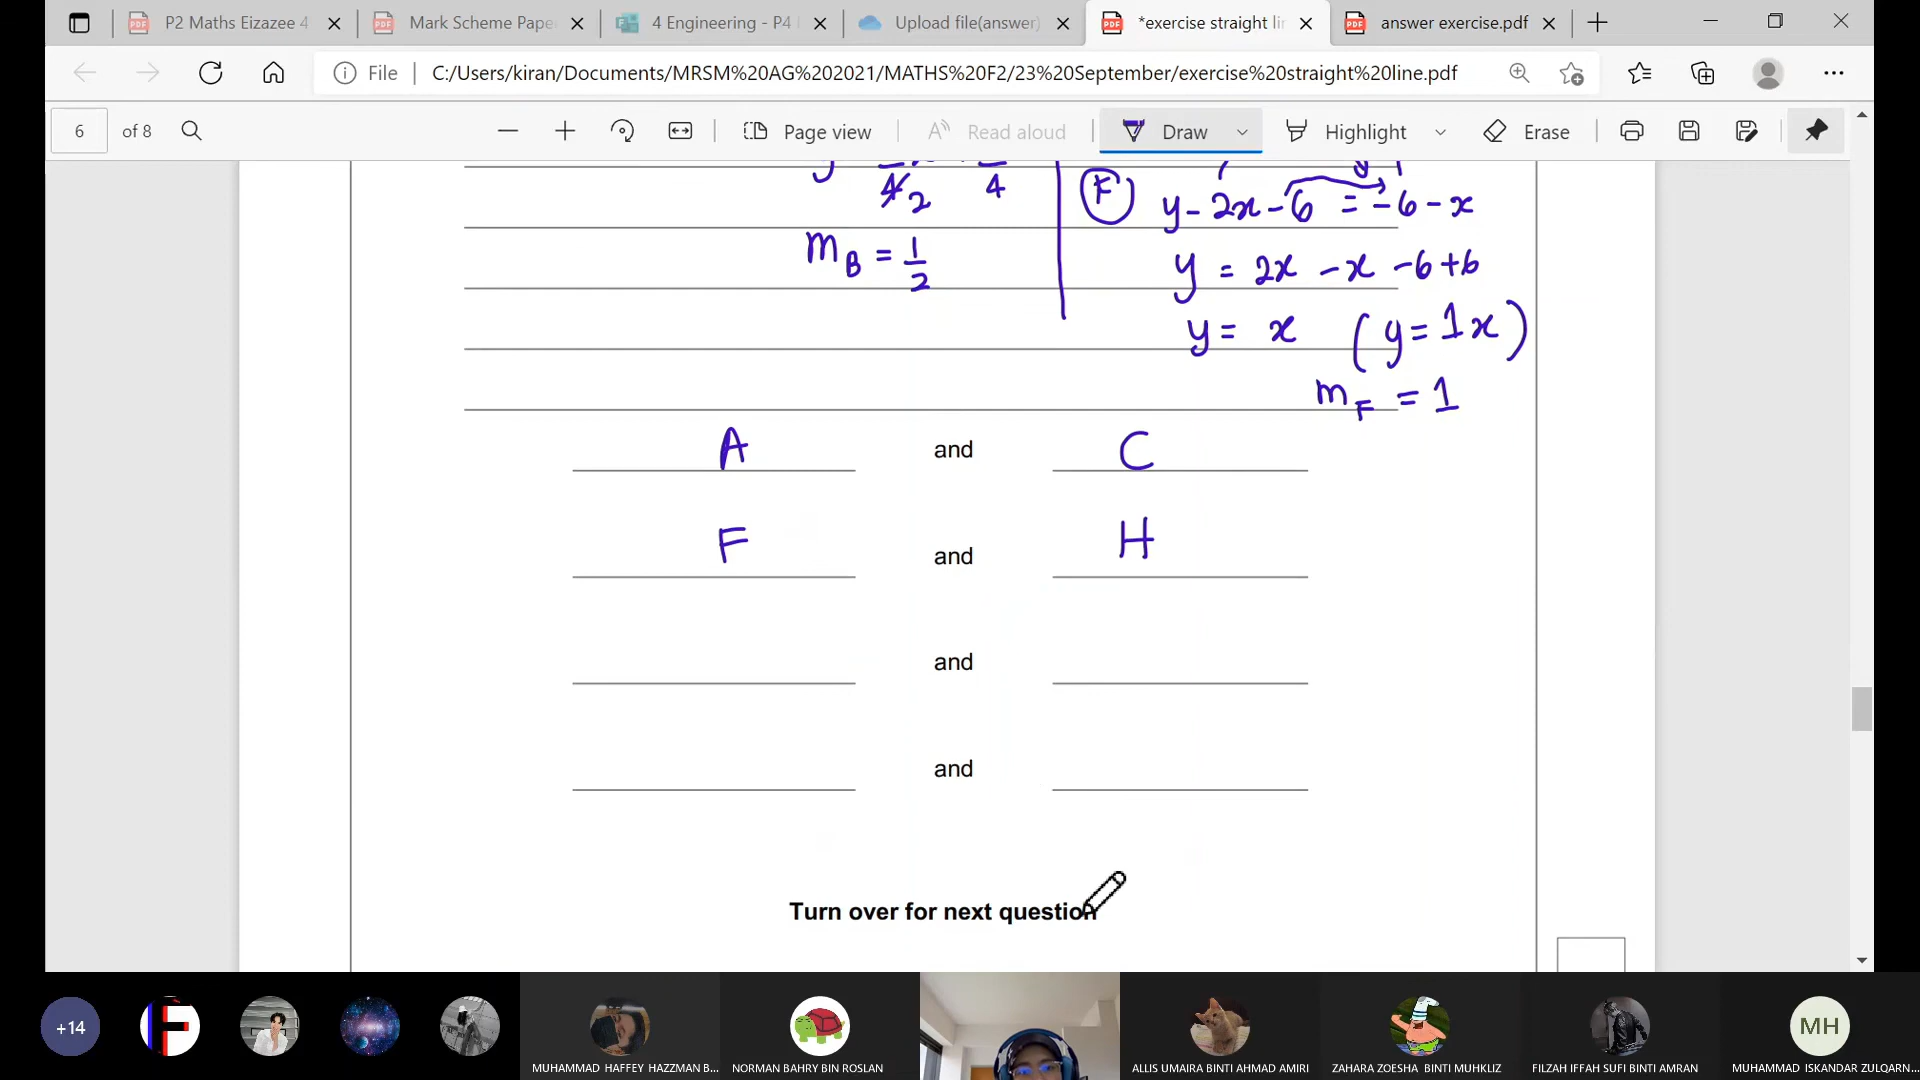 P2 Maths Eizazee 4
Mark Scheme Pape
4 Engineering - P4
Upload file(answer)
*exercise straight li
answer exercise.pdf
File
C:/Users/kiran/Documents/MRSM%20AG%202021/MATHS%20F2/23%20September/exercise%20straight%20line.pdf
6 of 8
Page view
Read aloud
Draw
Highlight
Erase
4 2 4
F y - 2x - 6 = -6 - x
m B = 1/2
y = 2x - x - 6 + 6
y = x (y = 1x)
m F = 1
A and C
F and H
and
and
Turn over for next question
+14
F
MH
MUHAMMAD HAFFEY HAZZMAN B...
NORMAN BAHRY BIN ROSLAN
ALLIS UMAIRA BINTI AHMAD AMIRI
ZAHARA ZOESHA BINTI MUHKLIZ
FILZAH IFFAH SUFI BINTI AMRAN
MUHAMMAD ISKANDAR ZULQARN...